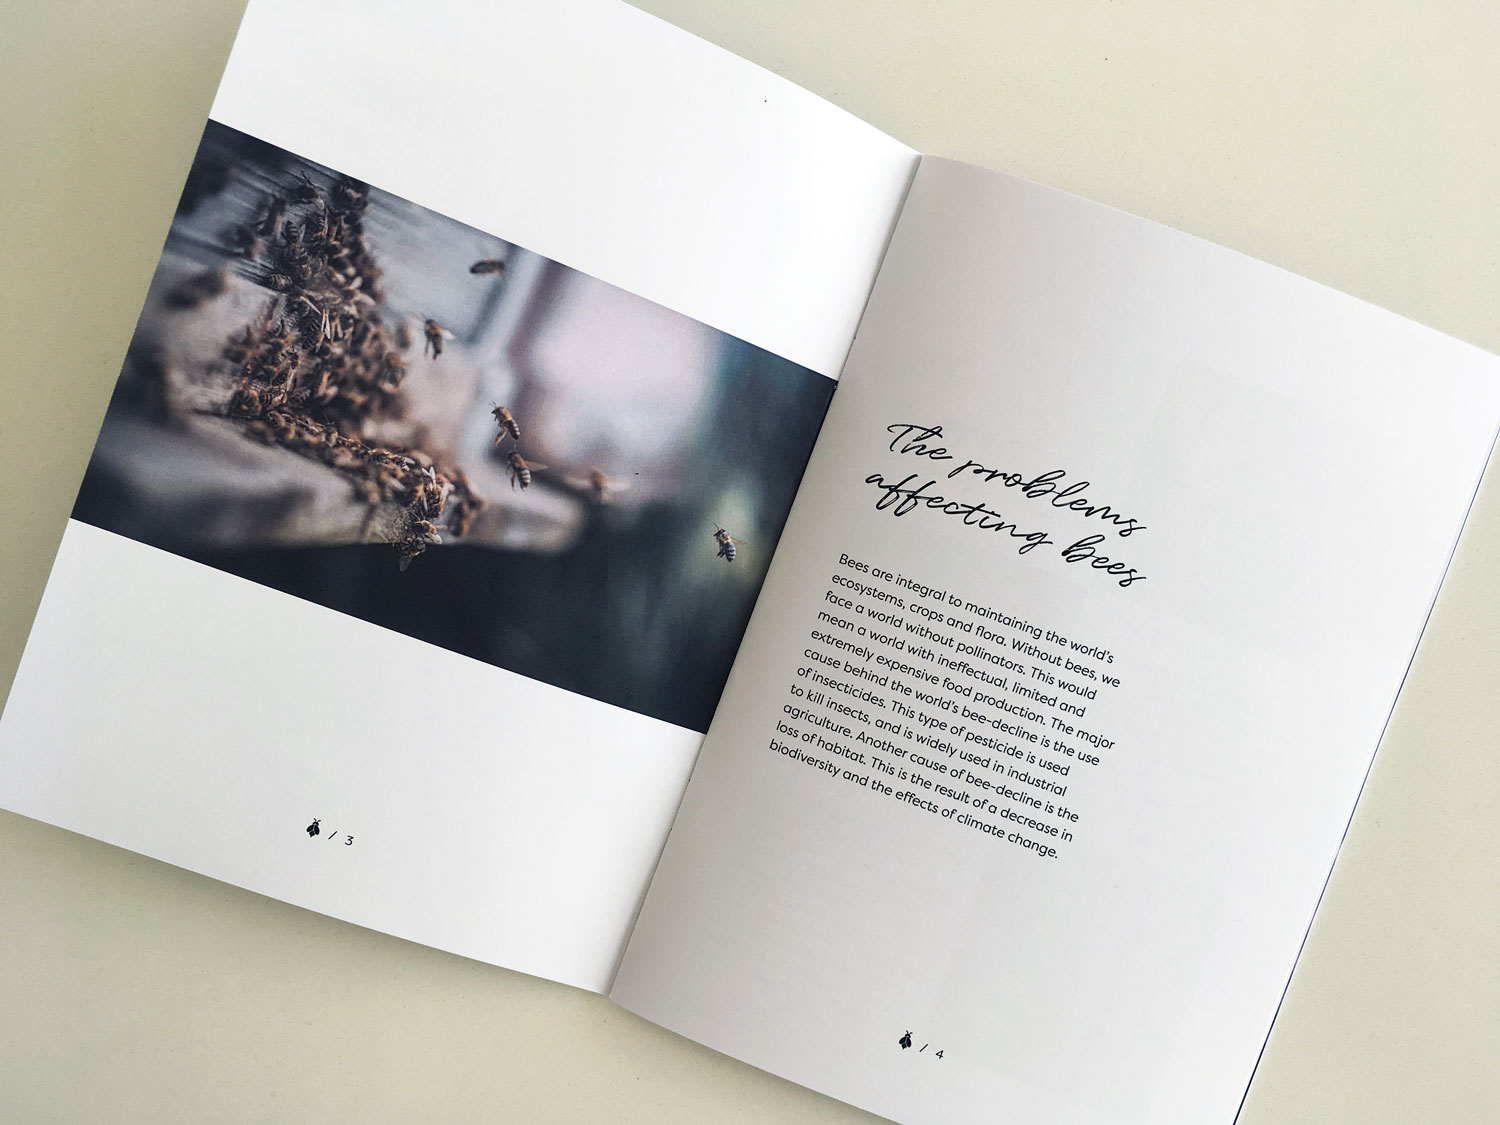 / 3
The problems
affecting bees
Bees are integral to maintaining the world's
ecosystems, crops and flora. Without bees, we
face a world without pollinators. This would
mean a world with ineffectual, limited and
extremely expensive food production. The major
cause behind the world's bee-decline is the use
of insecticides. This type of pesticide is used
to kill insects, and is widely used in industrial
agriculture. Another cause of bee-decline is the
loss of habitat. This is the result of a decrease in
biodiversity and the effects of climate change.
/ 4